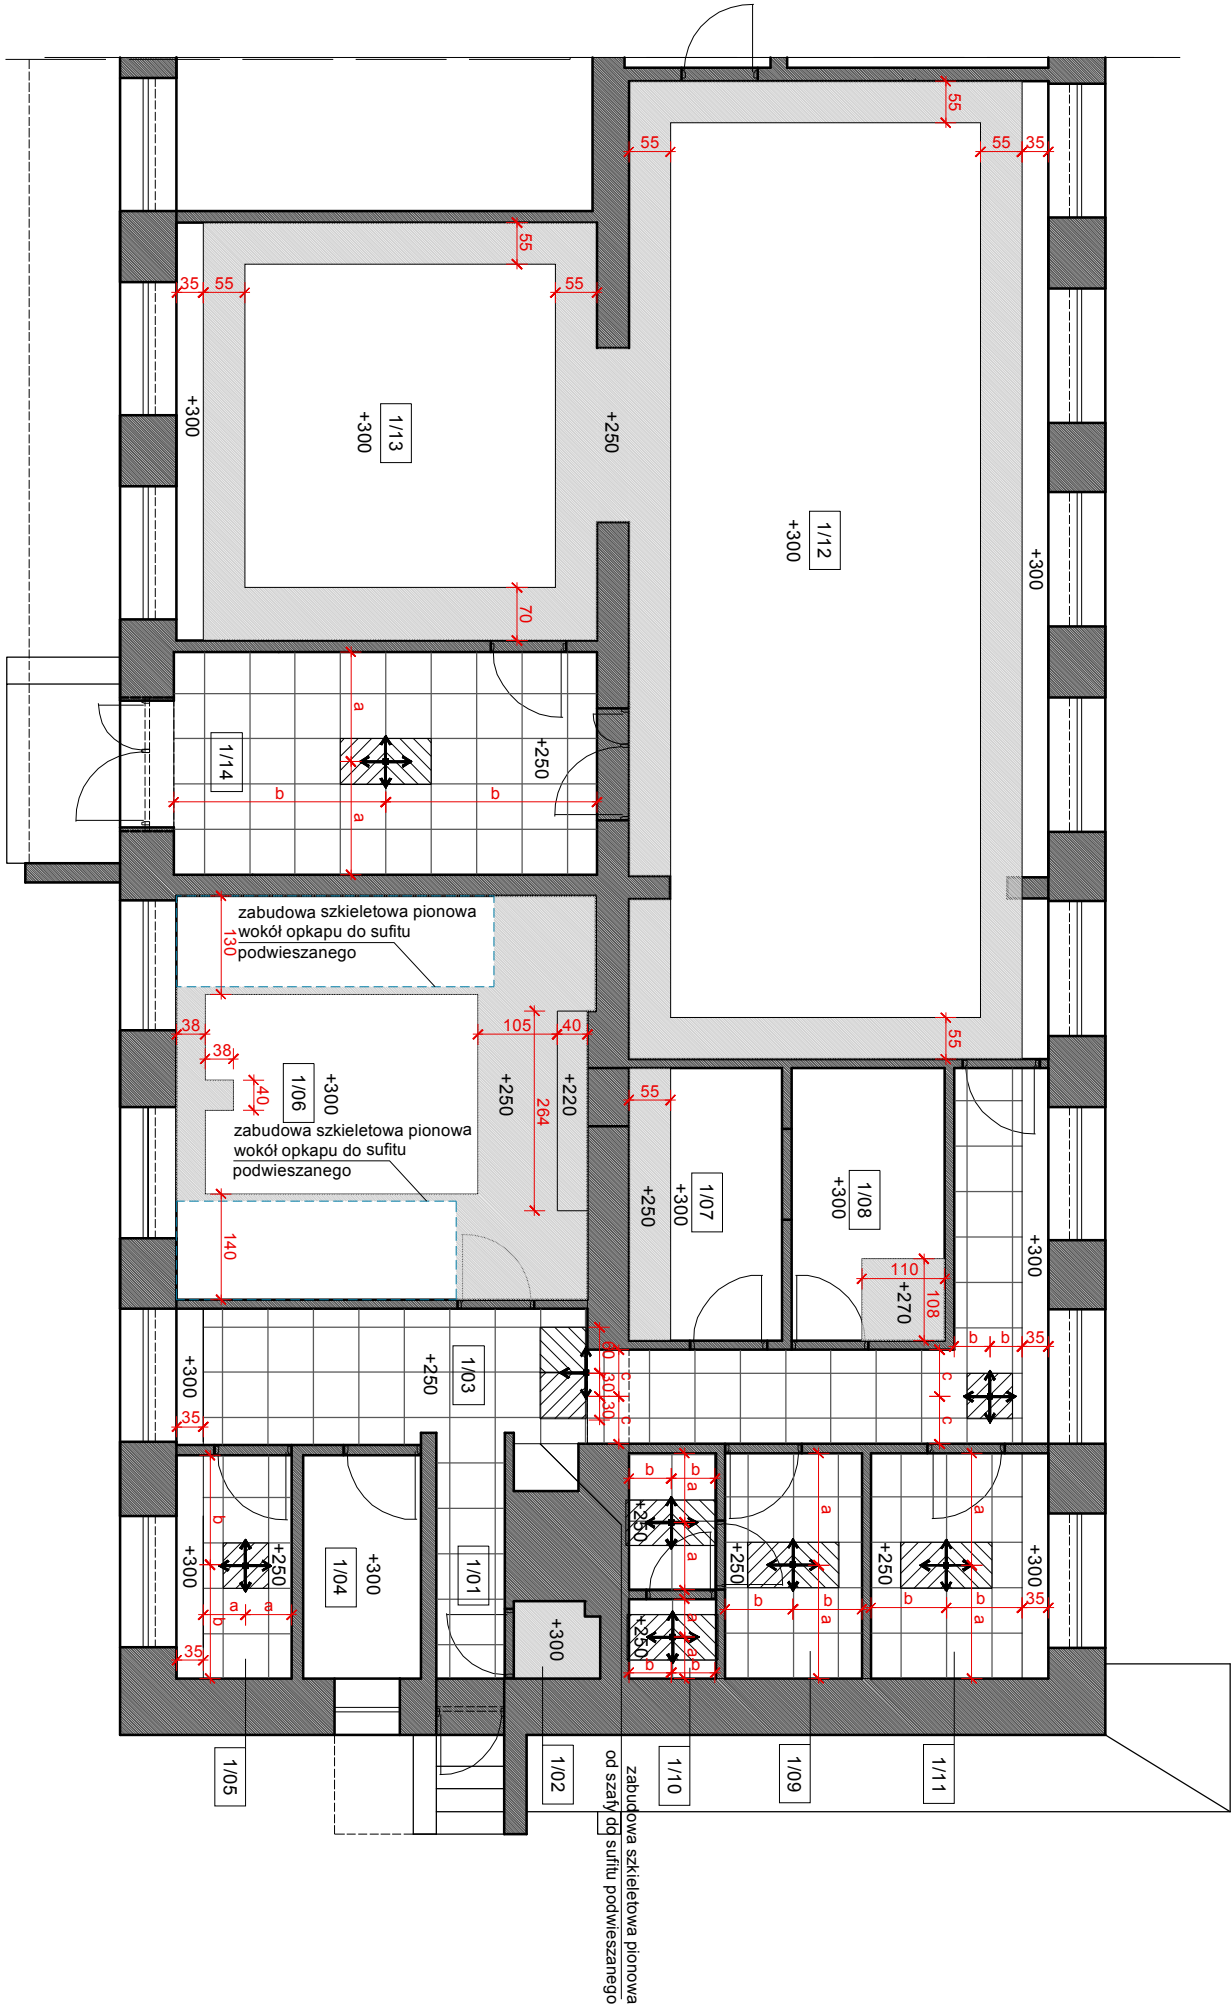 55
55
55
35
55
35
55
55
+300
1/13
+300
+250
1/12
+300
+300
70
a
1/14
+250
b
b
a
zabudowa szkieletowa pionowa
wokół opkapu do sufitu
podwieszanego
130
38
105
40
55
38
+300
1/06
40
+250
264
+220
zabudowa szkieletowa pionowa
wokół opkapu do sufitu
podwieszanego
140
55
+250
+300
1/07
+300
1/08
110
+270
108
+300
b
b
35
60
30
30
c
c
c
c
+300
35
+250
1/03
b
+300
+250
a
a
b
35
1/04
+300
1/01
+300
b
b
a
+250
a
a
+250
a
b
b
a
+250
b
b
a
a
+250
b
b
a
+300
35
1/05
1/02
1/10
1/09
1/11
zabudowa szkieletowa pionowa
od szafy do sufitu podwieszanego